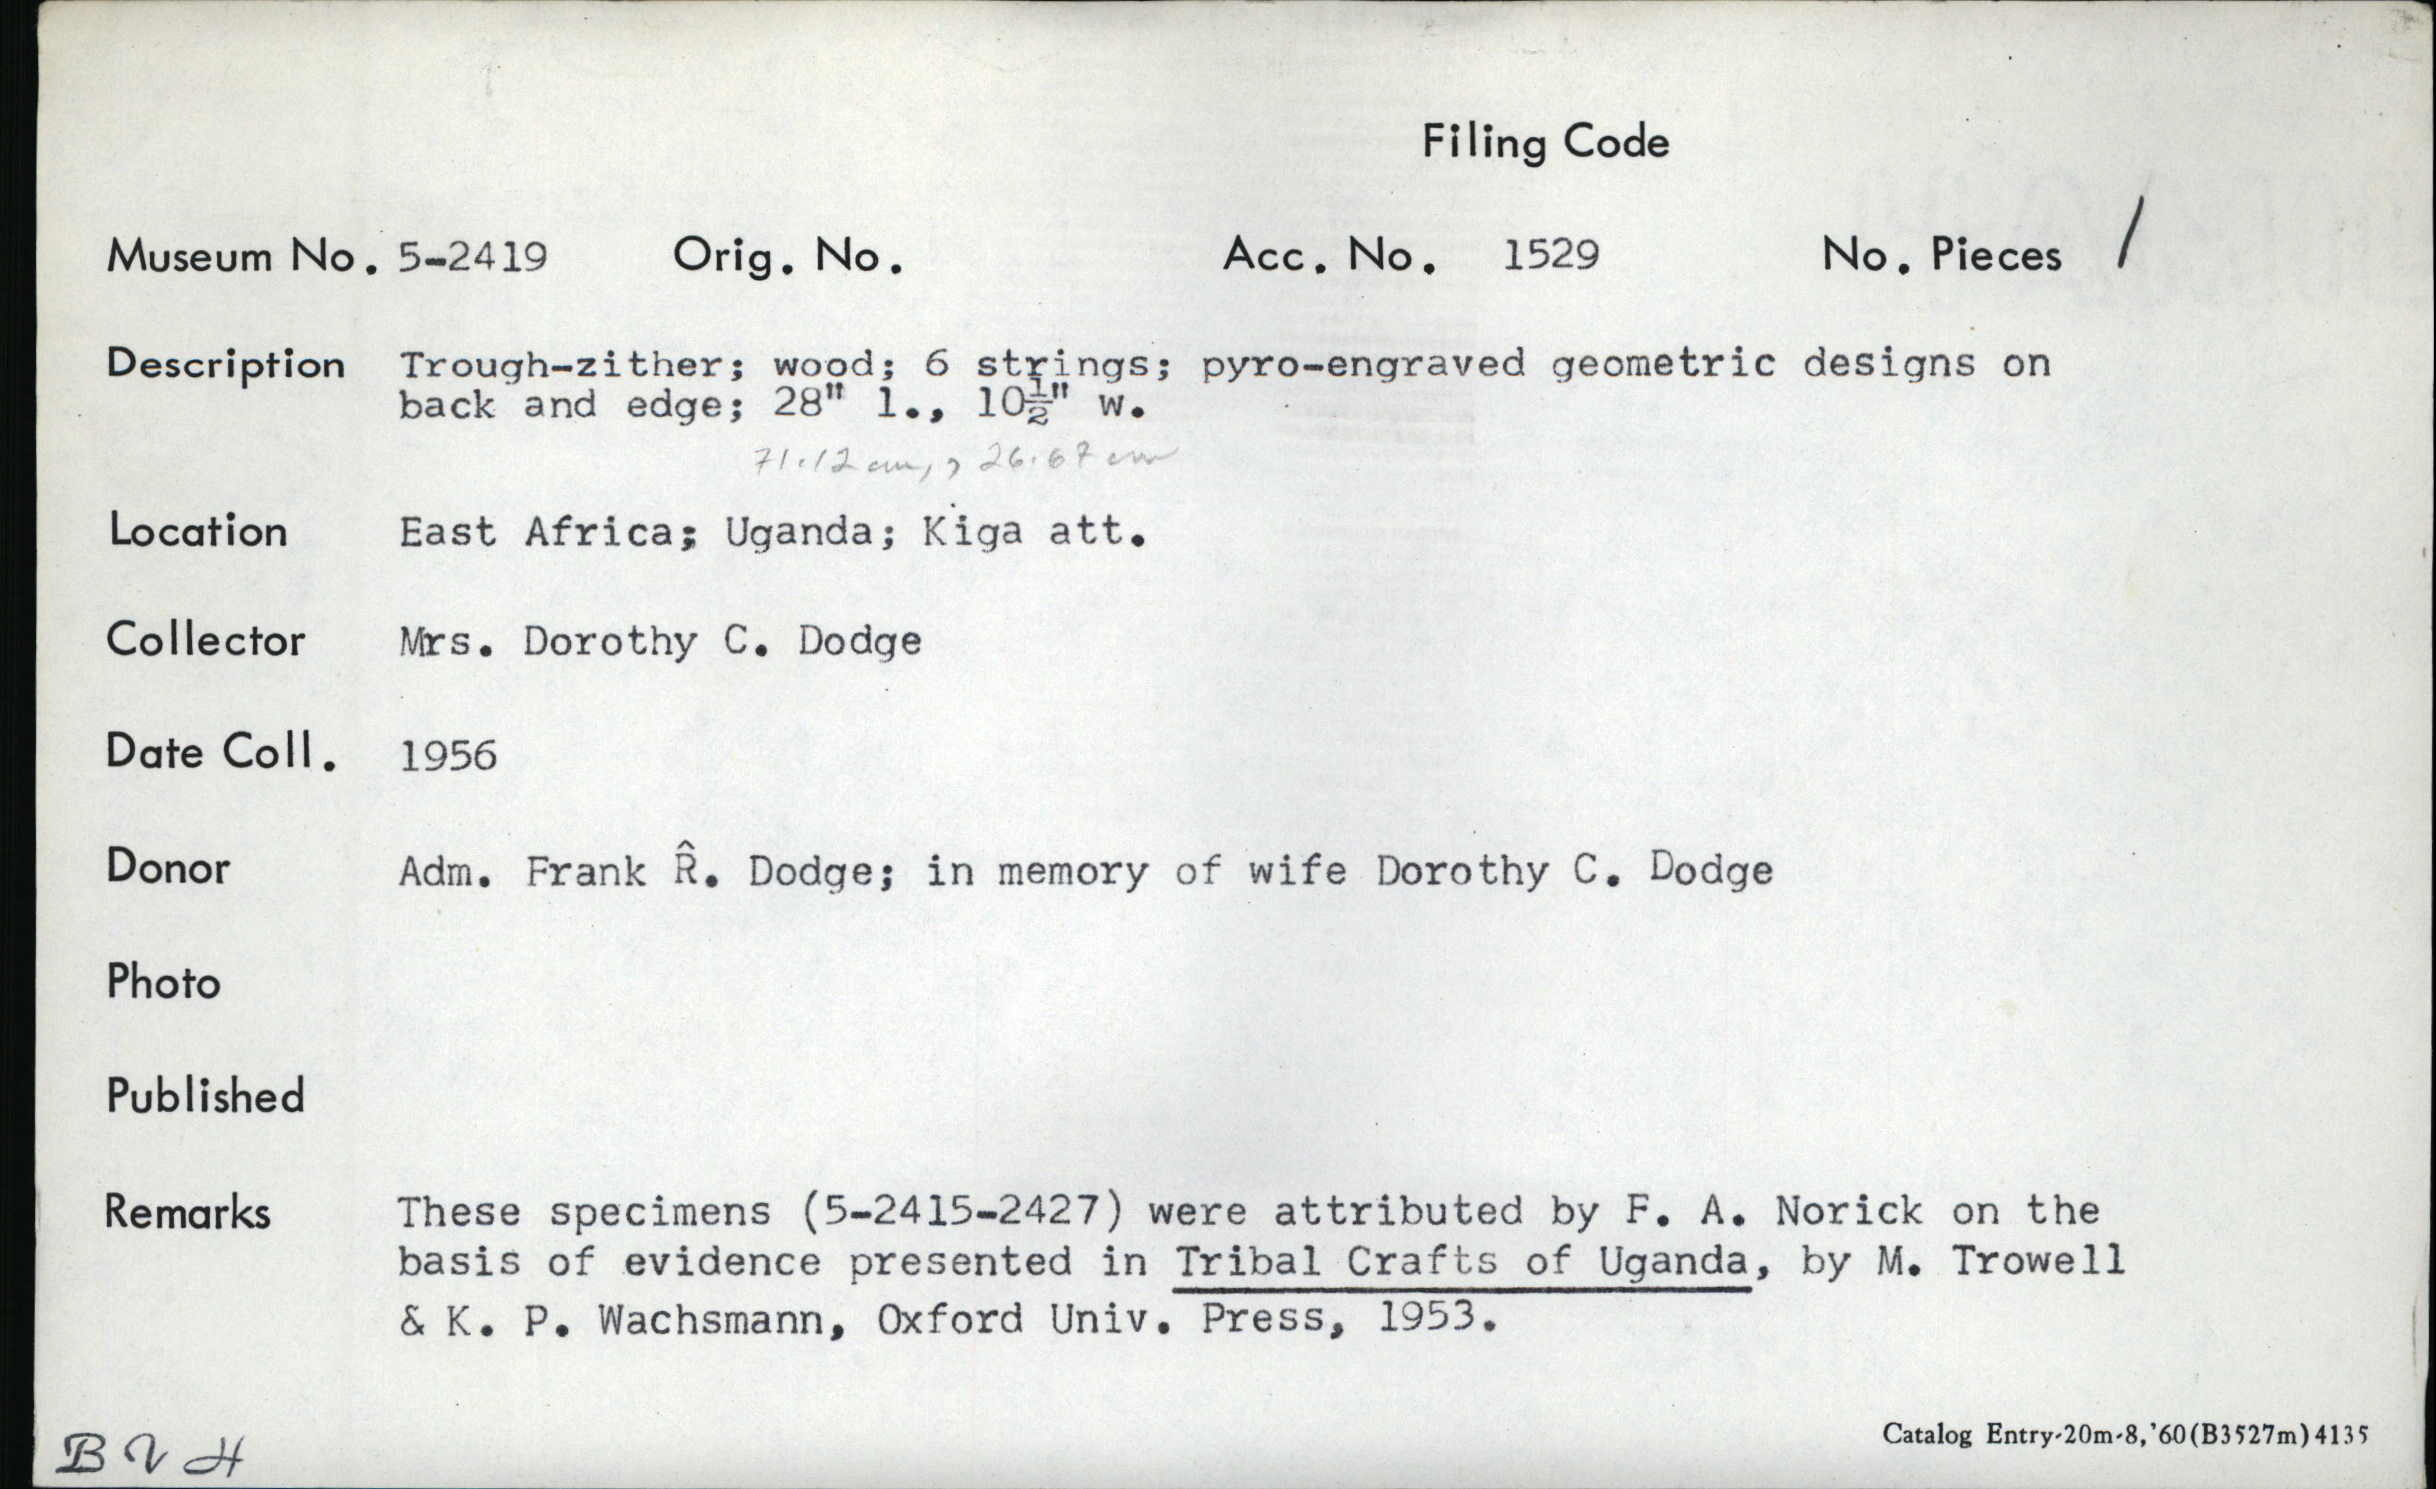 Filing Code
Museum No. 5-2419 Orig. No. Acc. No. 1529 No. Pieces /
Description Trough-zither; wood; 6 strings; pyro-engraved geometric designs on
back and edge; 28" l., 10½" w.
71.12 cm, , 26.67 cm
Location East Africa; Uganda; Kiga att.
Collector Mrs. Dorothy C. Dodge
Date Coll. 1956
Donor Adm. Frank R̂. Dodge; in memory of wife Dorothy C. Dodge
Photo
Published
Remarks These specimens (5-2415-2427) were attributed by F. A. Norick on the
basis of evidence presented in Tribal Crafts of Uganda, by M. Trowell
& K. P. Wachsmann, Oxford Univ. Press, 1953.
Catalog Entry-20m-8,'60(B3527m)4135
B V H